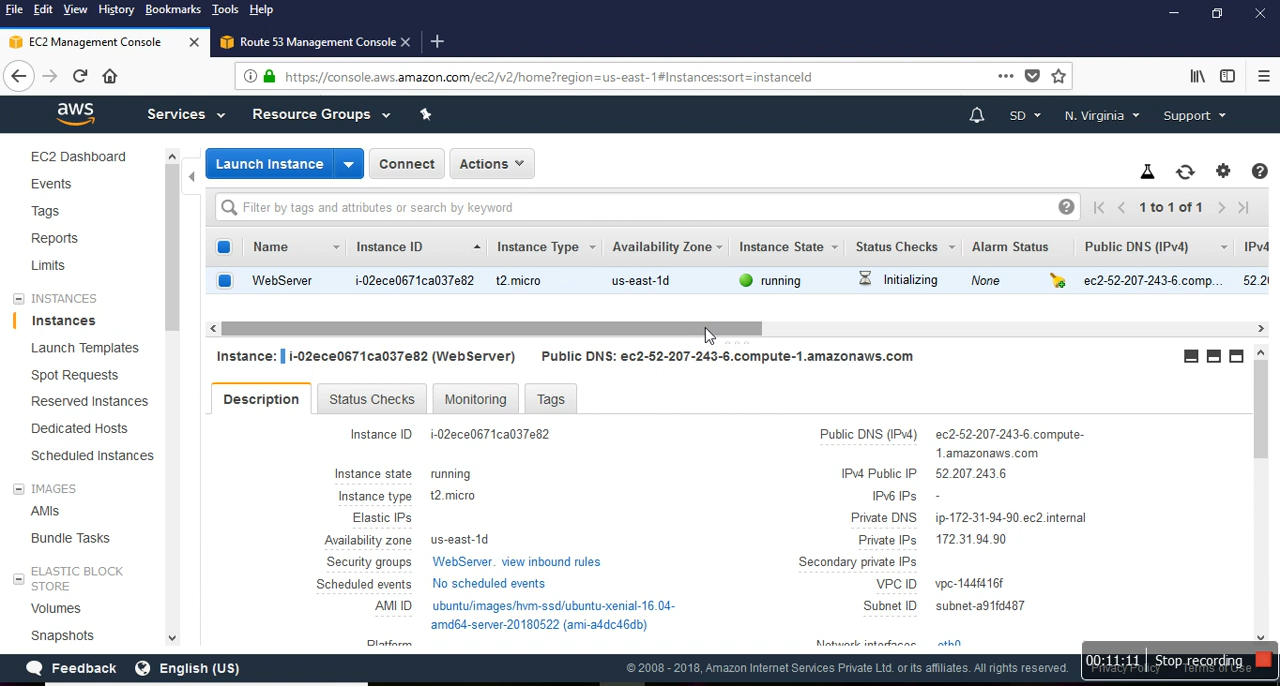 File Edit View History Bookmarks Tools Help
EC2 Management Console
Route 53 Management Console
https://console.aws.amazon.com/ec2/v2/home?region=us-east-1#Instances:sort=instanceId
aws Services Resource Groups SD N. Virginia Support
EC2 Dashboard
Events
Tags
Reports
Limits
INSTANCES
Instances
Launch Templates
Spot Requests
Reserved Instances
Dedicated Hosts
Scheduled Instances
IMAGES
AMIs
Bundle Tasks
ELASTIC BLOCK
STORE
Volumes
Snapshots
Launch Instance Connect Actions
Filter by tags and attributes or search by keyword
1 to 1 of 1
Name Instance ID Instance Type Availability Zone Instance State Status Checks Alarm Status Public DNS (IPv4) IPv4
WebServer i-02ece0671ca037e82 t2.micro us-east-1d running Initializing None ec2-52-207-243-6.comp... 52.20
Instance: i-02ece0671ca037e82 (WebServer) Public DNS: ec2-52-207-243-6.compute-1.amazonaws.com
Description Status Checks Monitoring Tags
Instance ID i-02ece0671ca037e82
Public DNS (IPv4) ec2-52-207-243-6.compute-
1.amazonaws.com
Instance state running
IPv4 Public IP 52.207.243.6
Instance type t2.micro
IPv6 IPs -
Elastic IPs
Private DNS ip-172-31-94-90.ec2.internal
Availability zone us-east-1d
Private IPs 172.31.94.90
Security groups WebServer. view inbound rules
Secondary private IPs
Scheduled events No scheduled events
VPC ID vpc-144f416f
AMI ID ubuntu/images/hvm-ssd/ubuntu-xenial-16.04-
amd64-server-20180522 (ami-a4dc46db)
Subnet ID subnet-a91fd487
Platform
Network interfaces eth0
Feedback English (US)
© 2008 - 2018, Amazon Internet Services Private Ltd. or its affiliates. All rights reserved.
Privacy Policy Terms of Use
00:11:11 Stop recording